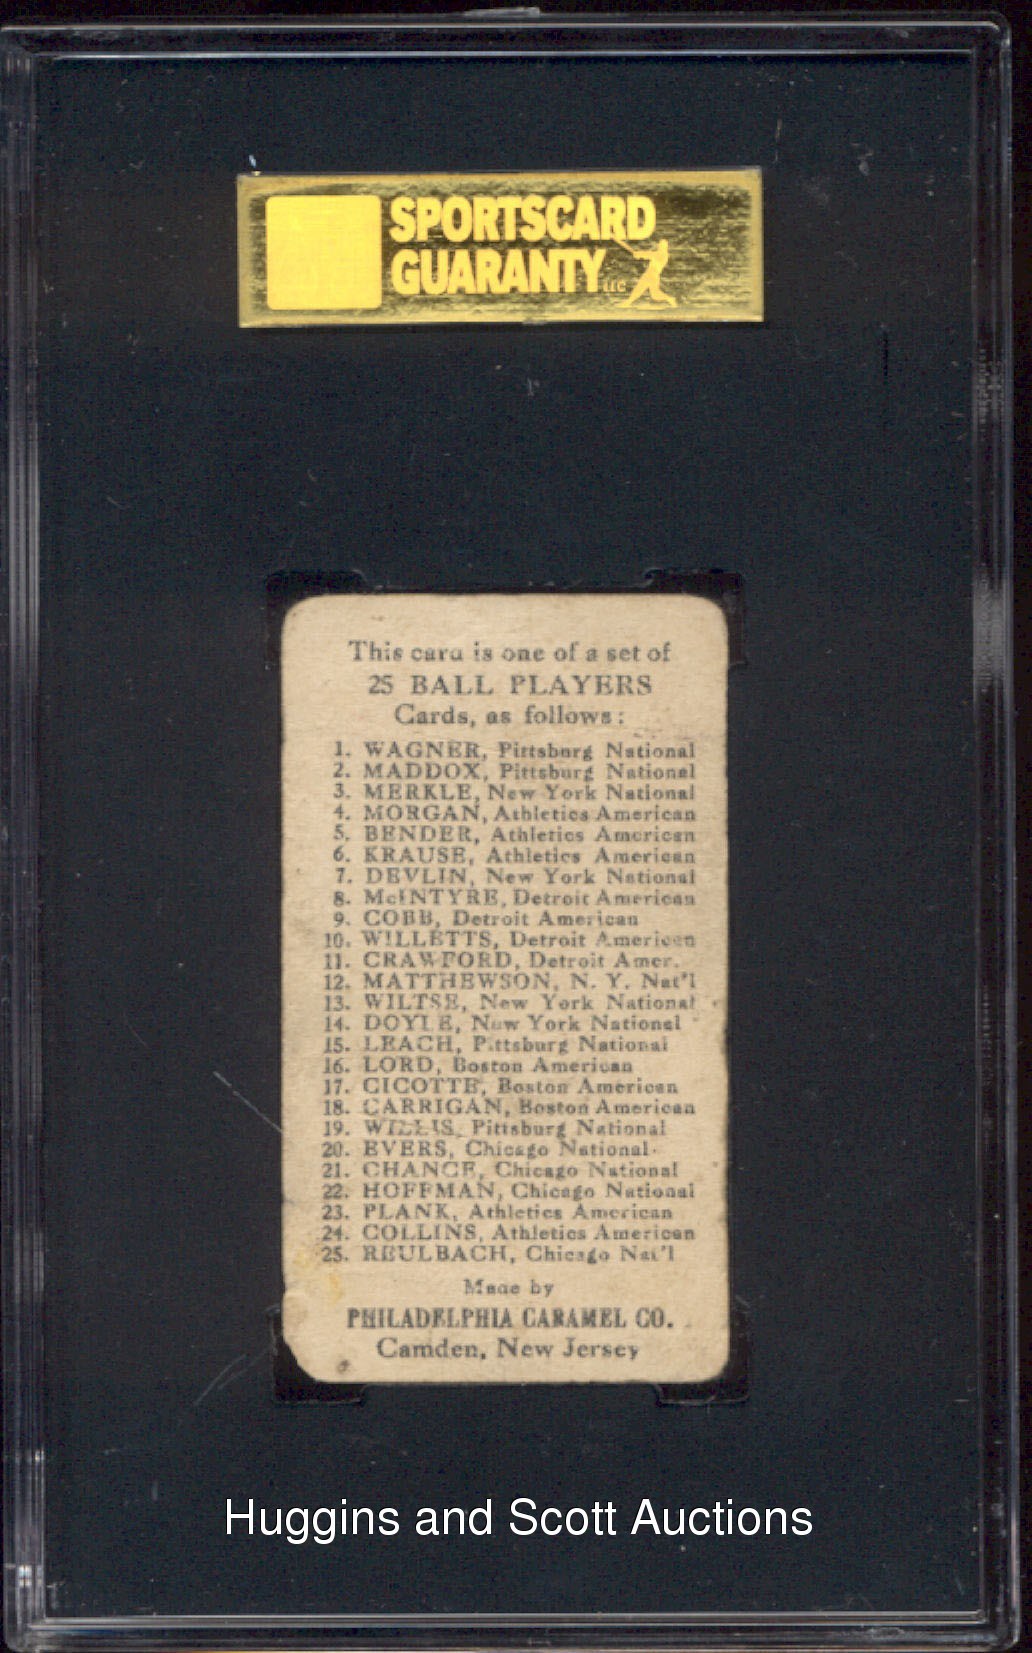 SPORTSCARD
GUARANTY LLC
This card is one of a set of
25 BALL PLAYERS
Cards, as follows:
1. WAGNER, Pittsburg National
2. MADDOX, Pittsburg National
3. MERKLE, New York National
4. MORGAN, Athletics American
5. BENDER, Athletics American
6. KRAUSE, Athletics American
7. DEVLIN, New York National
8. McINTYRE, Detroit American
9. COBB, Detroit American
10. WILLETTS, Detroit American
11. CRAWFORD, Detroit Amer.
12. MATTHEWSON, N. Y. Nat'l
13. WILTSE, New York National
14. DOYLE, New York National
15. LEACH, Pittsburg National
16. LORD, Boston American
17. CICOTTE, Boston American
18. CARRIGAN, Boston American
19. WILLIS, Pittsburg National
20. EVERS, Chicago National
21. CHANCE, Chicago National
22. HOFFMAN, Chicago National
23. PLANK, Athletics American
24. COLLINS, Athletics American
25. REULBACH, Chicago Nat'l
Made by
PHILADELPHIA CARAMEL CO.
Camden, New Jersey
Huggins and Scott Auctions